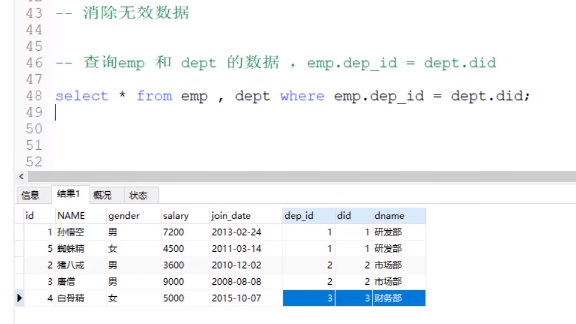 42
43 -- 消除无效数据
44
45
46 -- 查询emp 和 dept 的数据 ，emp.dep_id = dept.did
47
48 select * from emp , dept where emp.dep_id = dept.did;
49
50
51
52
信息 结果1 概况 状态
id NAME gender salary join_date dep_id did dname
1 孙悟空 男 7200 2013-02-24 1 1 研发部
5 蜘蛛精 女 4500 2011-03-14 1 1 研发部
2 猪八戒 男 3600 2010-12-02 2 2 市场部
3 唐僧 男 9000 2008-08-08 2 2 市场部
4 白骨精 女 5000 2015-10-07 3 3 财务部